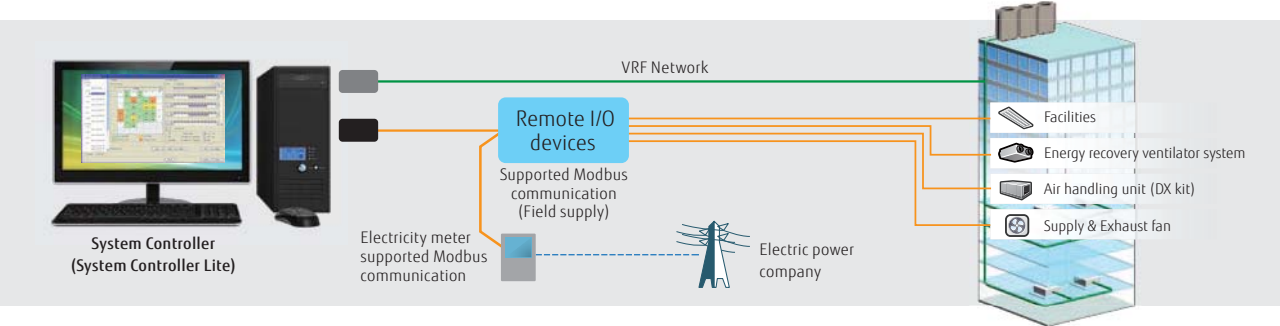 VRF Network
Remote I/O
devices
Supported Modbus
communication
(Field supply)
Facilities
Energy recovery ventilator system
Air handling unit (DX kit)
Supply & Exhaust fan
System Controller
(System Controller Lite)
Electricity meter
supported Modbus
communication
Electric power
company